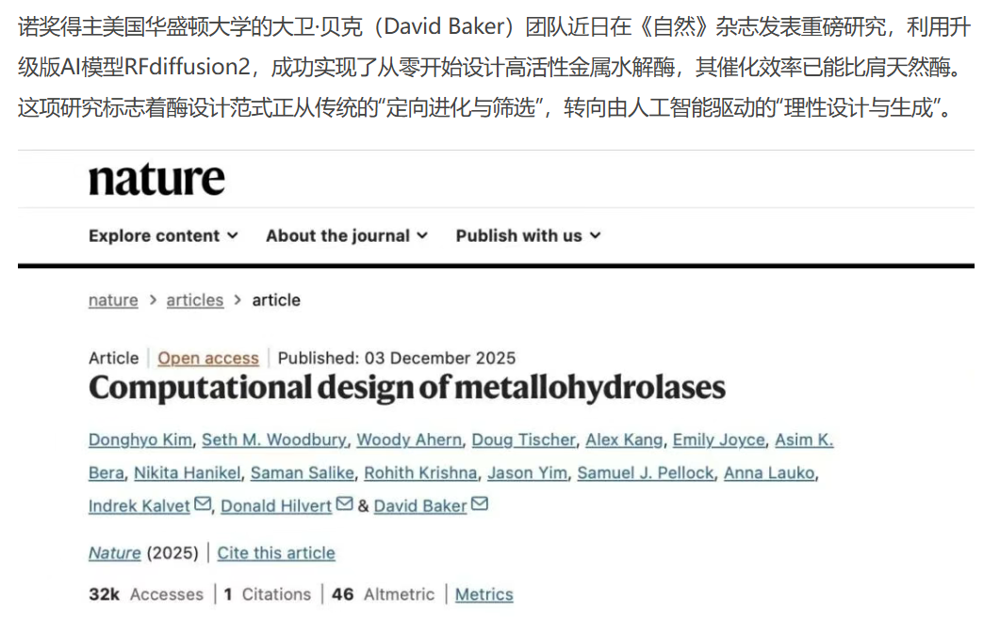 诺奖得主美国华盛顿大学的大卫·贝克（David Baker）团队近日在《自然》杂志发表重磅研究，利用升
级版AI模型RFdiffusion2，成功实现了从零开始设计高活性金属水解酶，其催化效率已能比肩天然酶。
这项研究标志着酶设计范式正从传统的“定向进化与筛选”，转向由人工智能驱动的“理性设计与生成”。
nature
Explore content About the journal Publish with us
nature > articles > article
Article | Open access | Published: 03 December 2025
Computational design of metallohydrolases
Donghyo Kim, Seth M. Woodbury, Woody Ahern, Doug Tischer, Alex Kang, Emily Joyce, Asim K.
Bera, Nikita Hanikel, Saman Salike, Rohith Krishna, Jason Yim, Samuel J. Pellock, Anna Lauko,
Indrek Kalvet, Donald Hilvert & David Baker
Nature (2025) | Cite this article
32k Accesses | 1 Citations | 46 Altmetric | Metrics